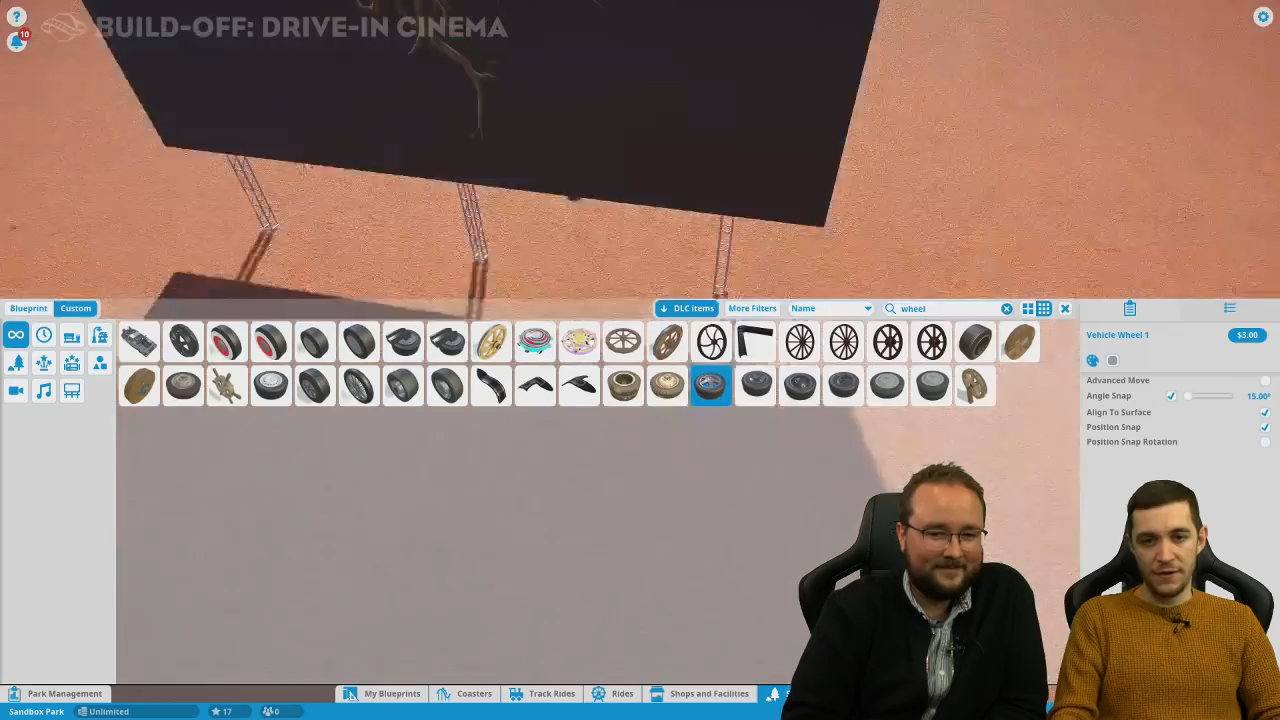 BUILD-OFF: DRIVE-IN CINEMA
?
10
Blueprint
Custom
DLC items
More Filters
Name
wheel
Vehicle Wheel 1
$3.00
Advanced Move
Angle Snap
15.00°
Align To Surface
Position Snap
Position Snap Rotation
Park Management
My Blueprints
Coasters
Track Rides
Rides
Shops and Facilities
S
Sandbox Park
Unlimited
17
0